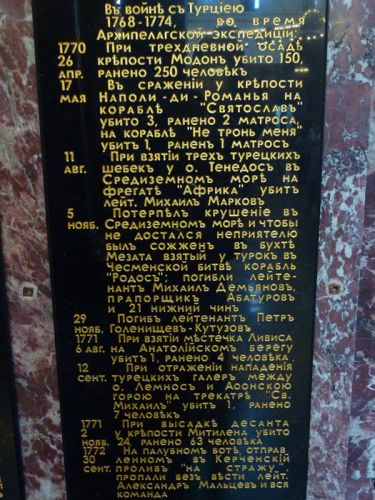 Въ войнѣ съ Турцiею
1768-1774, во время
Архипелагской экспедицiи:
1770 При трехдневной осадѣ
26 крѣпости Модонъ убито 150,
апр. ранено 250 человѣкъ
17 Въ сраженiи у крѣпости
мая Наполи-ди-Романья на
кораблѣ "Святославъ"
убито 3, ранено 2 матроса,
на кораблѣ "Не тронь меня"
убитъ 1, раненъ 1 матросъ
11 При взятiи трехъ турецкихъ
авг. шебекъ у о. Тенедосъ въ
Средиземномъ морѣ на
фрегатѣ "Африка" убитъ
лейт. Михаилъ Марковъ
5 Потерпѣлъ крушенiе въ
нояб. Средиземномъ морѣ и чтобы
не достался неприятелю
былъ сожженъ въ бухтѣ
Мезата взятый у турокъ въ
Чесменской битвѣ корабль
"Родосъ"; погибли лейте-
нантъ Михаилъ Демьяновъ,
прапорщикъ Абатуровъ
и 21 нижний чинъ
29 Погибъ лейтенантъ Петръ
нояб. Голенищев-Кутузовъ
1771 При взятiи мѣстечка Ливиса
6 авг. на Анатолiйскомъ берегу
убитъ 1, ранено 4 человека.
12 При отраженiи нападенiя
сент. турецкихъ галеръ между
о. Лемносъ и Аѳонскою
горою на трекатрѣ "Св.
Михаилъ" убитъ 1, ранено
7 человѣкъ
1771 При высадкѣ десанта
2 у крѣпости Митилена убито
нояб. 24, ранено 63 человѣка
1772 На палубномъ ботѣ, отправ
30 ленномъ въ Керченскiй
сент. проливъ "на стражу"
пропали безъ вѣсти лейт.
Александръ Мальцевъ и вся
команда